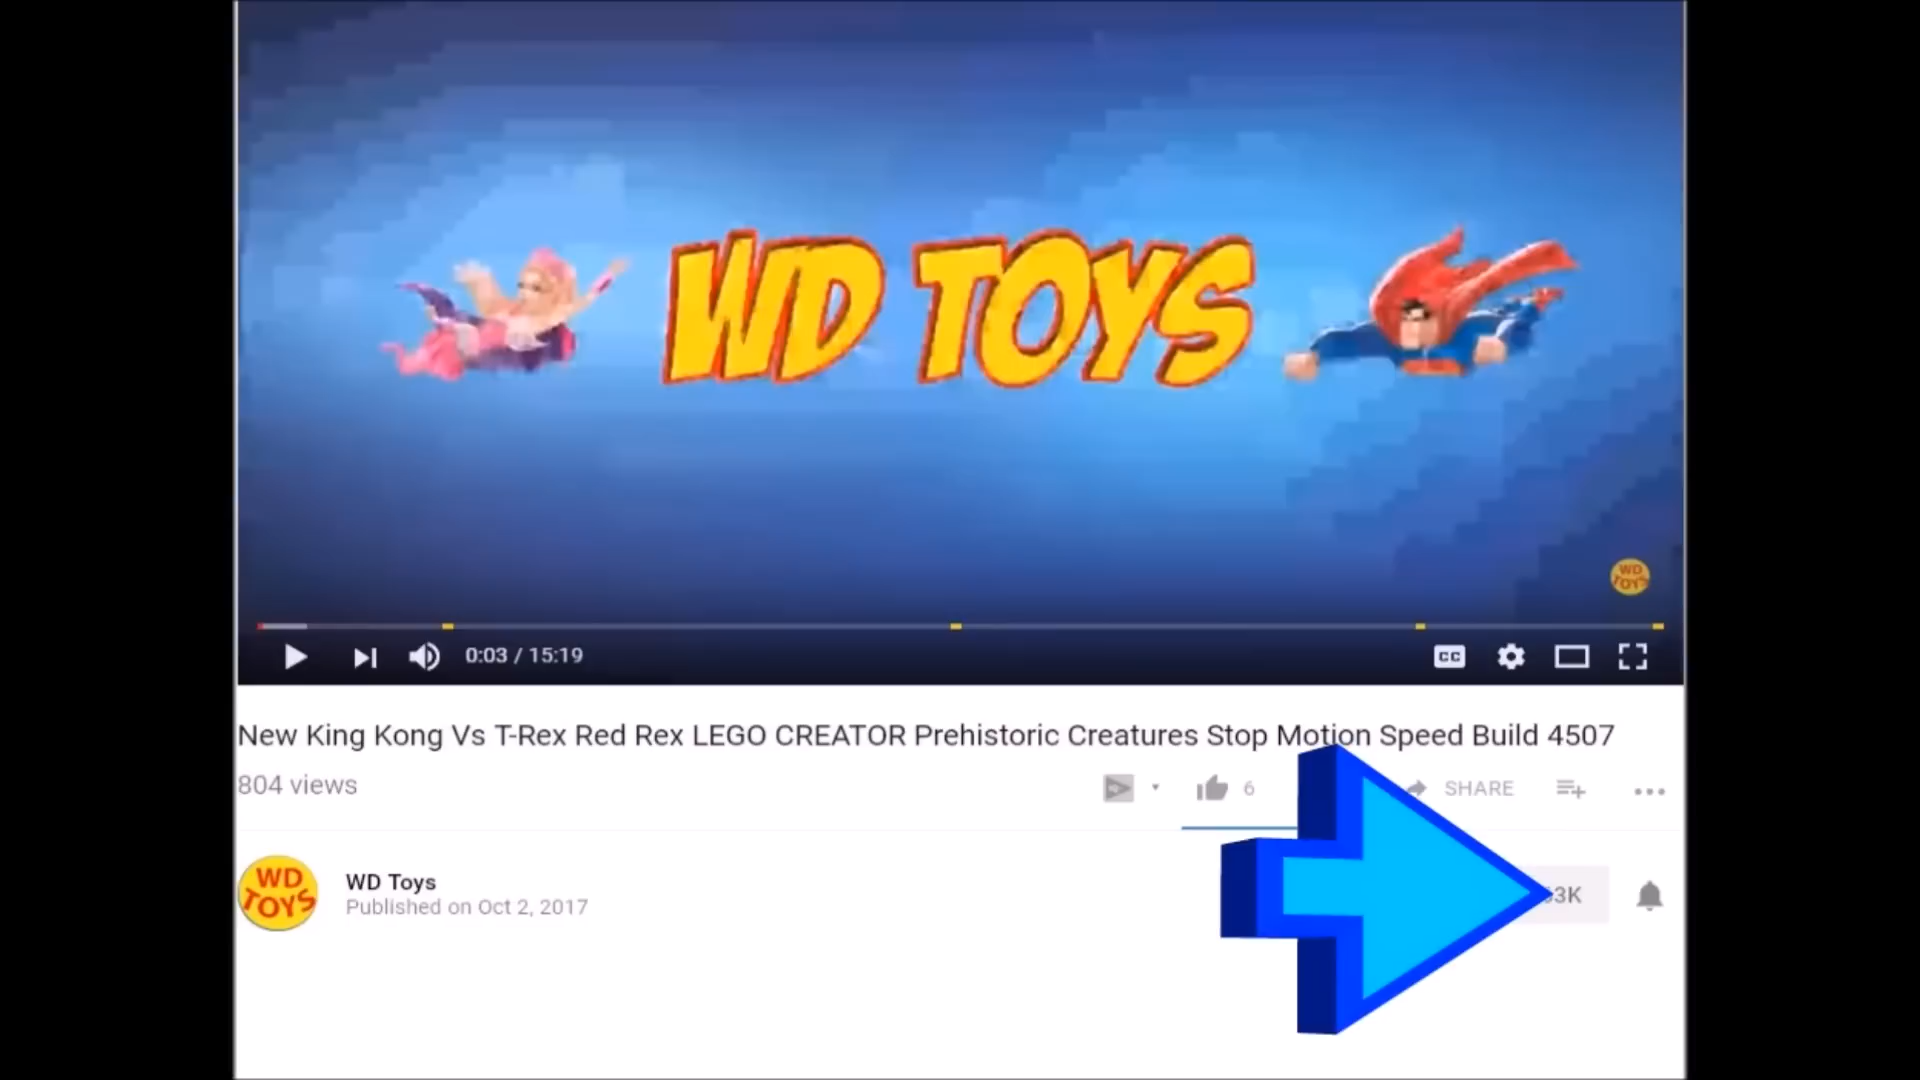 WD TOYS
WD
TOYS
0:03 / 15:19
CC
New King Kong Vs T-Rex Red Rex LEGO CREATOR Prehistoric Creatures Stop Motion Speed Build 4507
804 views
6
SHARE
WD
TOYS
WD Toys
Published on Oct 2, 2017